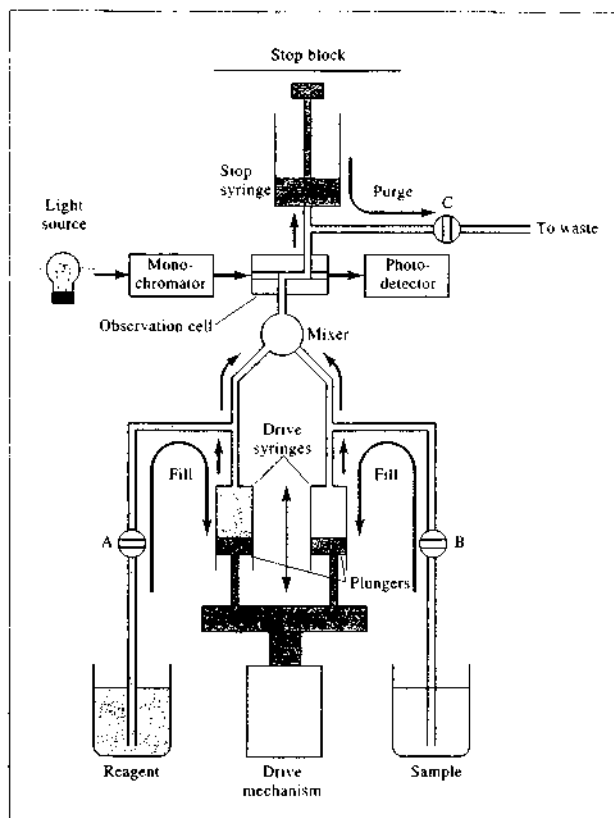 Stop block
Stop
syringe
Purge
C
To waste
Light
source
Mono-
chromator
Photo-
detector
Observation cell
Mixer
Drive
syringes
Fill
Fill
A
B
Plungers
Reagent
Drive
mechanism
Sample